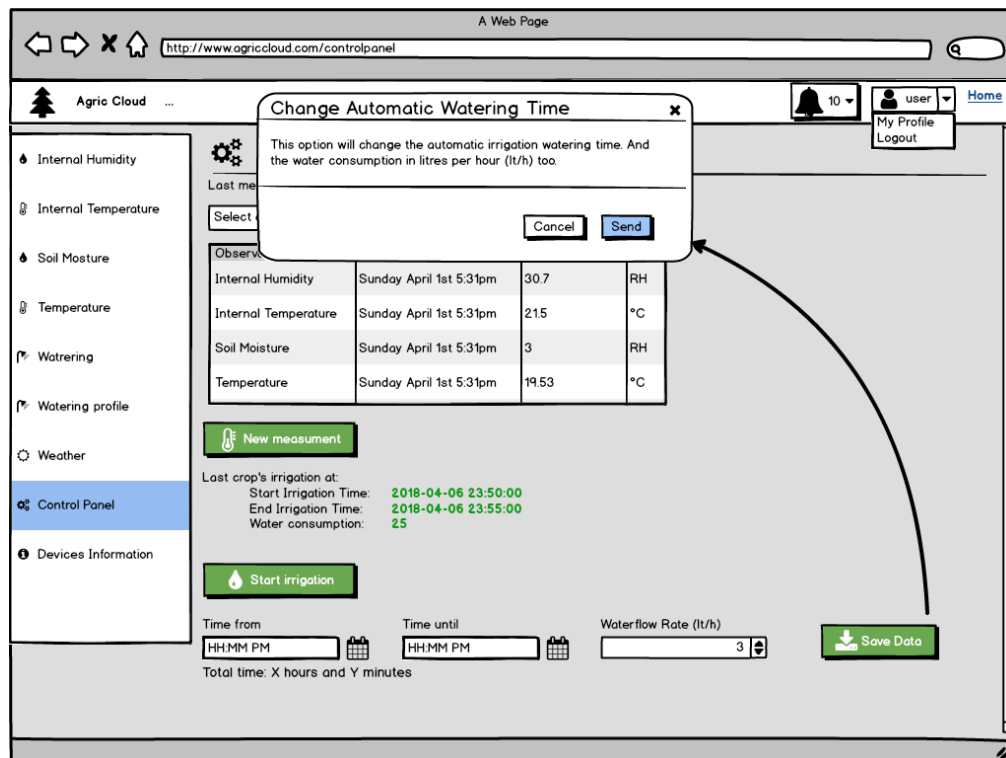 A Web Page
http://www.agriccloud.com/controlpanel
Agric Cloud ...
10
user
Home
My Profile
Logout
Change Automatic Watering Time
This option will change the automatic irrigation watering time. And
the water consumption in litres per hour (lt/h) too.
Cancel
Send
Internal Humidity
Internal Temperature
Soil Mosture
Temperature
Watrering
Watering profile
Weather
Control Panel
Devices Information
Last me
Select
Observ
Internal Humidity Sunday April 1st 5:31pm 30.7 RH
Internal Temperature Sunday April 1st 5:31pm 21.5 °C
Soil Moisture Sunday April 1st 5:31pm 3 RH
Temperature Sunday April 1st 5:31pm 19.53 °C
New measument
Last crop's irrigation at:
Start Irrigation Time: 2018-04-06 23:50:00
End Irrigation Time: 2018-04-06 23:55:00
Water consumption: 25
Start irrigation
Time from Time until Waterflow Rate (lt/h)
HH:MM PM HH:MM PM 3
Save Data
Total time: X hours and Y minutes